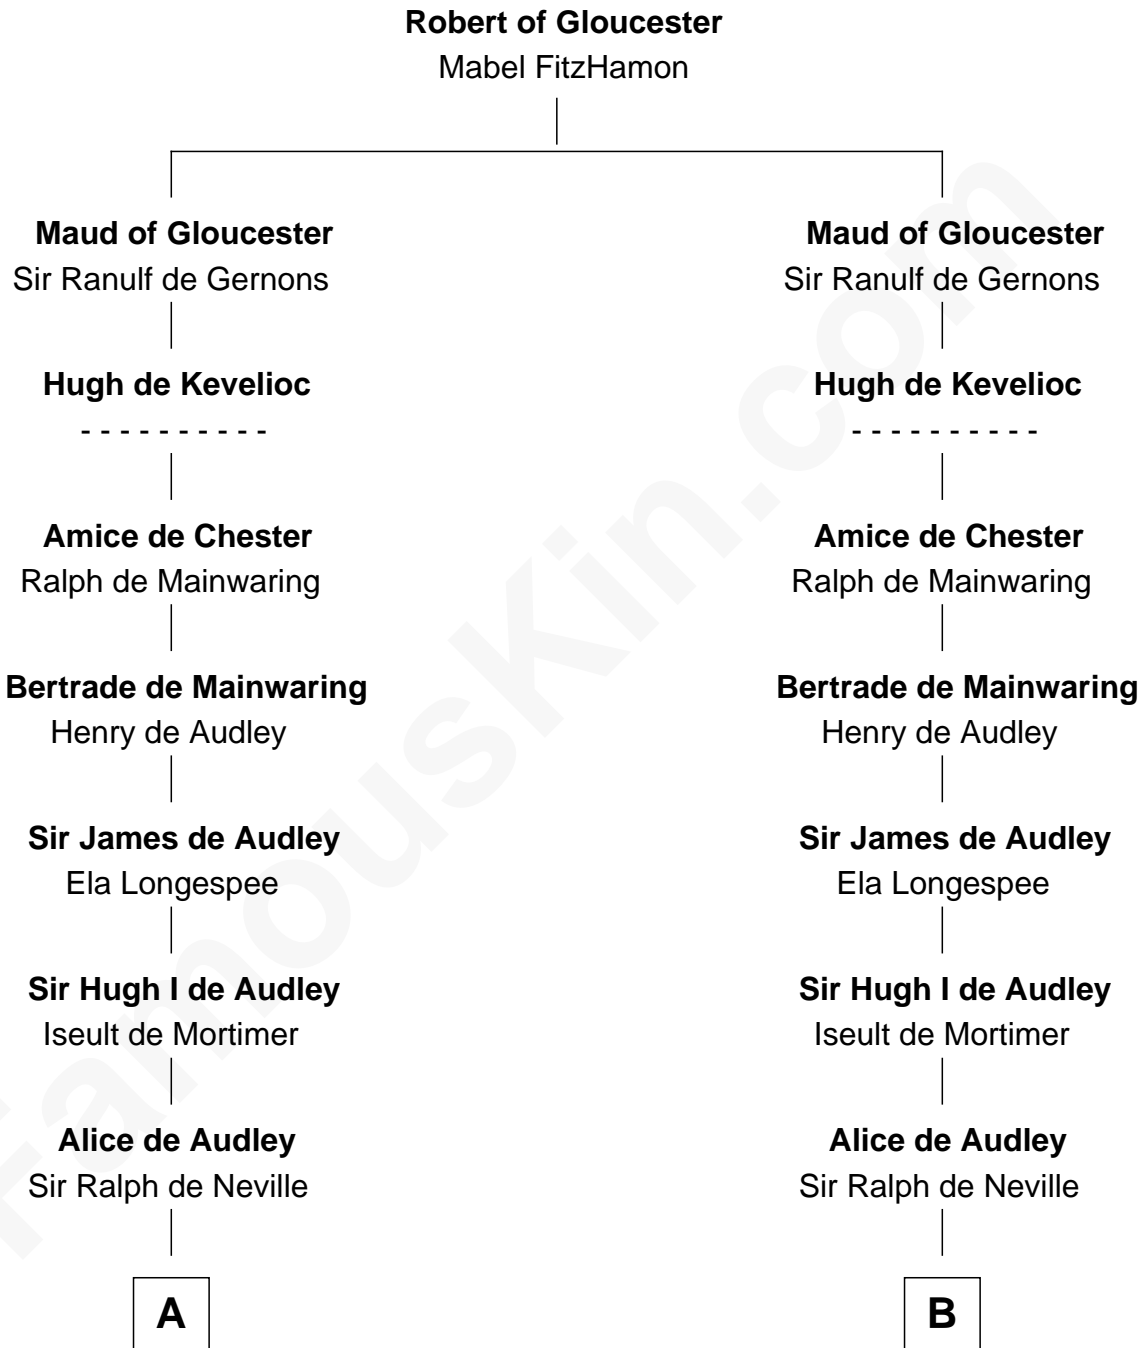 Robert of Gloucester
Mabel FitzHamon
Maud of Gloucester
Sir Ranulf de Gernons
Hugh de Kevelioc
- - - - - - - - - -
Amice de Chester
Ralph de Mainwaring
Bertrade de Mainwaring
Henry de Audley
Sir James de Audley
Ela Longespee
Sir Hugh I de Audley
Iseult de Mortimer
Alice de Audley
Sir Ralph de Neville
A
Maud of Gloucester
Sir Ranulf de Gernons
Hugh de Kevelioc
- - - - - - - - - -
Amice de Chester
Ralph de Mainwaring
Bertrade de Mainwaring
Henry de Audley
Sir James de Audley
Ela Longespee
Sir Hugh I de Audley
Iseult de Mortimer
Alice de Audley
Sir Ralph de Neville
B
FamousKin.com